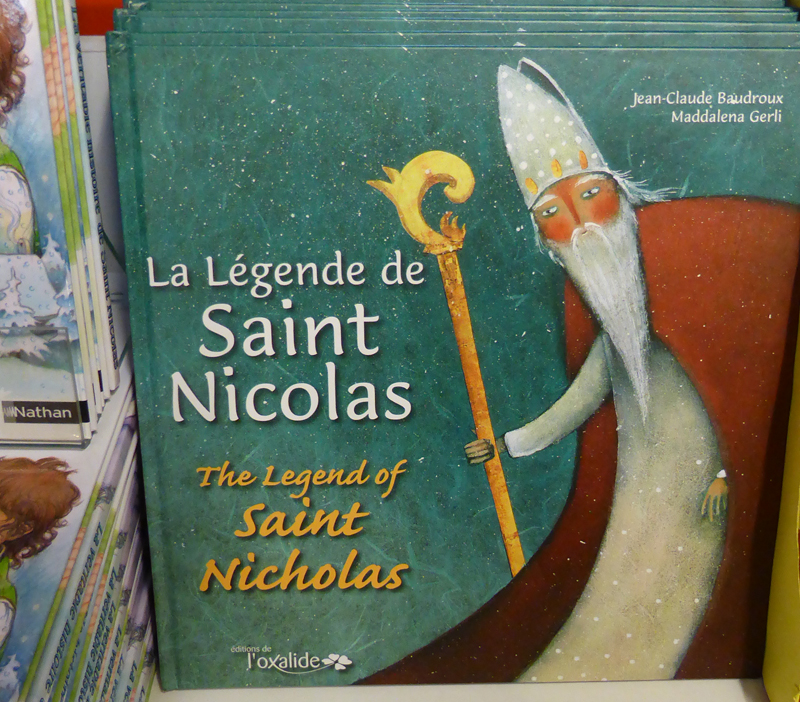 Jean-Claude Baudroux
Maddalena Gerli
La Légende de
Saint
Nicolas
The Legend of
Saint
Nicholas
éditions de
l'oxalide
Nathan